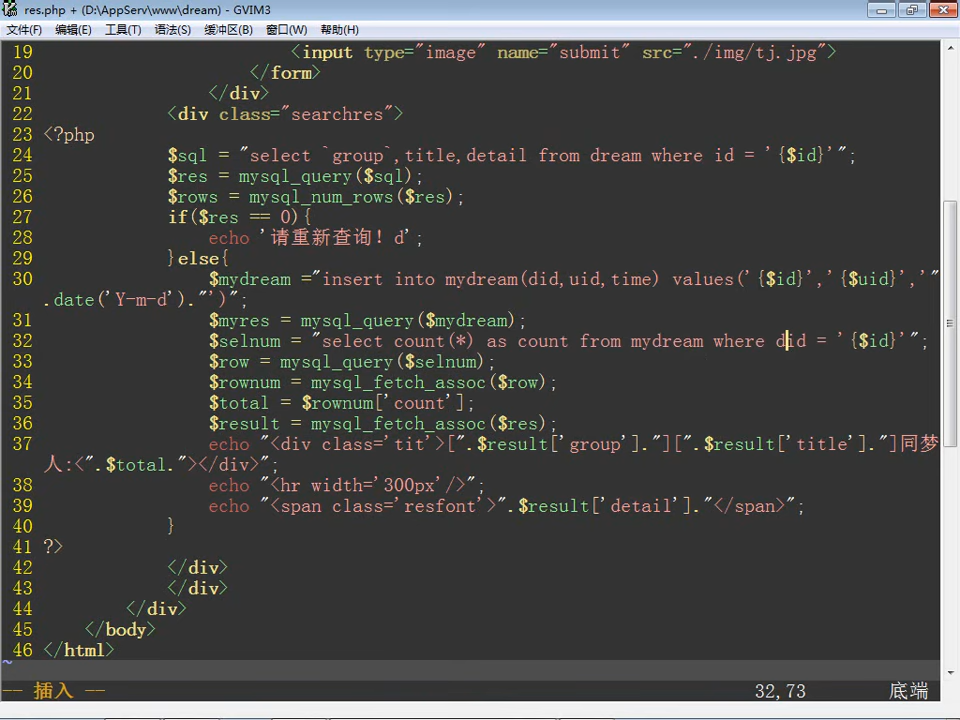 res.php + (D:\AppServ\www\dream) - GVIM3
文件(F) 编辑(E) 工具(T) 语法(S) 缓冲区(B) 窗口(W) 帮助(H)
19 <input type="image" name="submit" src="./img/tj.jpg">
20 </form>
21 </div>
22 <div class="searchres">
23 <?php
24 $sql = "select `group`,title,detail from dream where id = '{$id}'";
25 $res = mysql_query($sql);
26 $rows = mysql_num_rows($res);
27 if($res == 0){
28 echo '请重新查询! d';
29 }else{
30 $mydream ="insert into mydream(did,uid,time) values('{$id}','{$uid}','"
.date('Y-m-d')."')";
31 $myres = mysql_query($mydream);
32 $selnum = "select count(*) as count from mydream where did = '{$id}'";
33 $row = mysql_query($selnum);
34 $rownum = mysql_fetch_assoc($row);
35 $total = $rownum['count'];
36 $result = mysql_fetch_assoc($res);
37 echo "<div class='tit'>[".$result['group']."][".$result['title']."]同梦
人:<".$total."></div>";
38 echo "<hr width='300px'/>";
39 echo "<span class='resfont'>".$result['detail']."</span>";
40 }
41 ?>
42 </div>
43 </div>
44 </div>
45 </body>
46 </html>
~
-- 插入 -- 32,73 底端